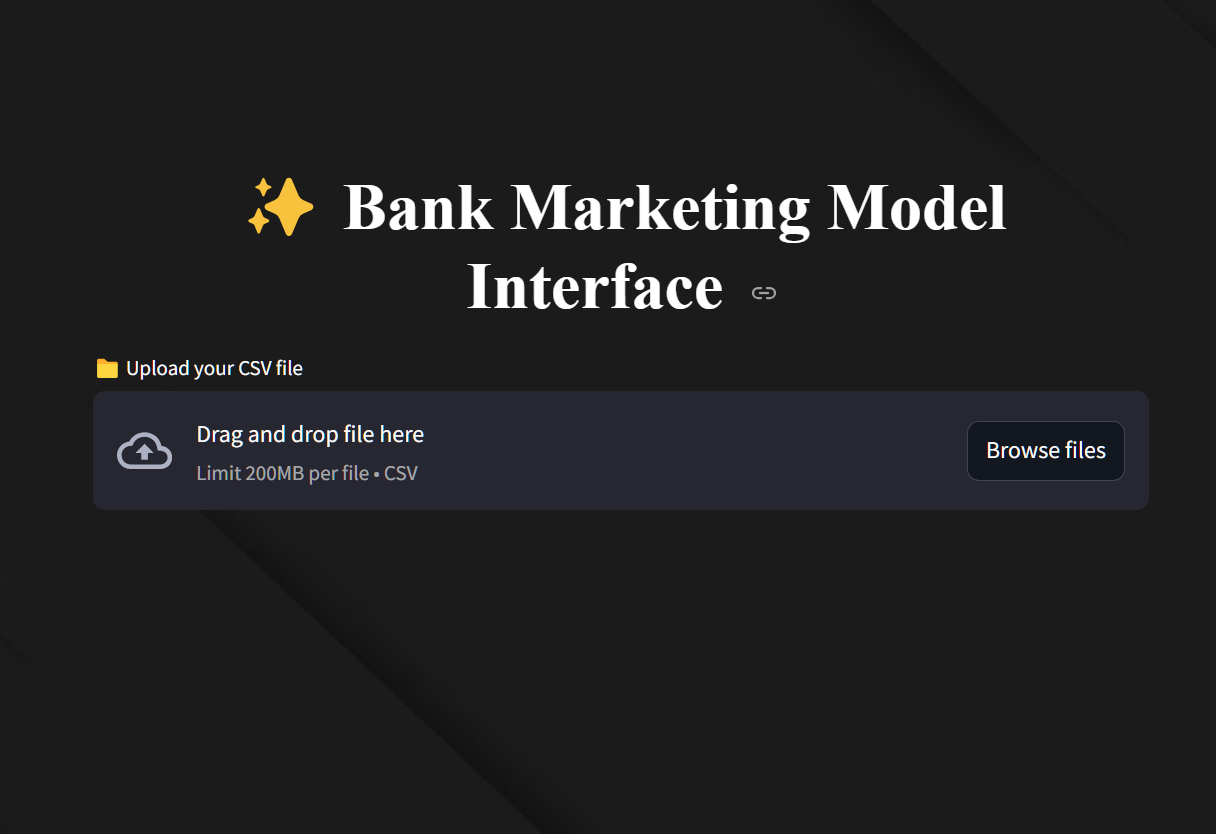 Bank Marketing Model
Interface
Upload your CSV file
Drag and drop file here
Limit 200MB per file • CSV
Browse files